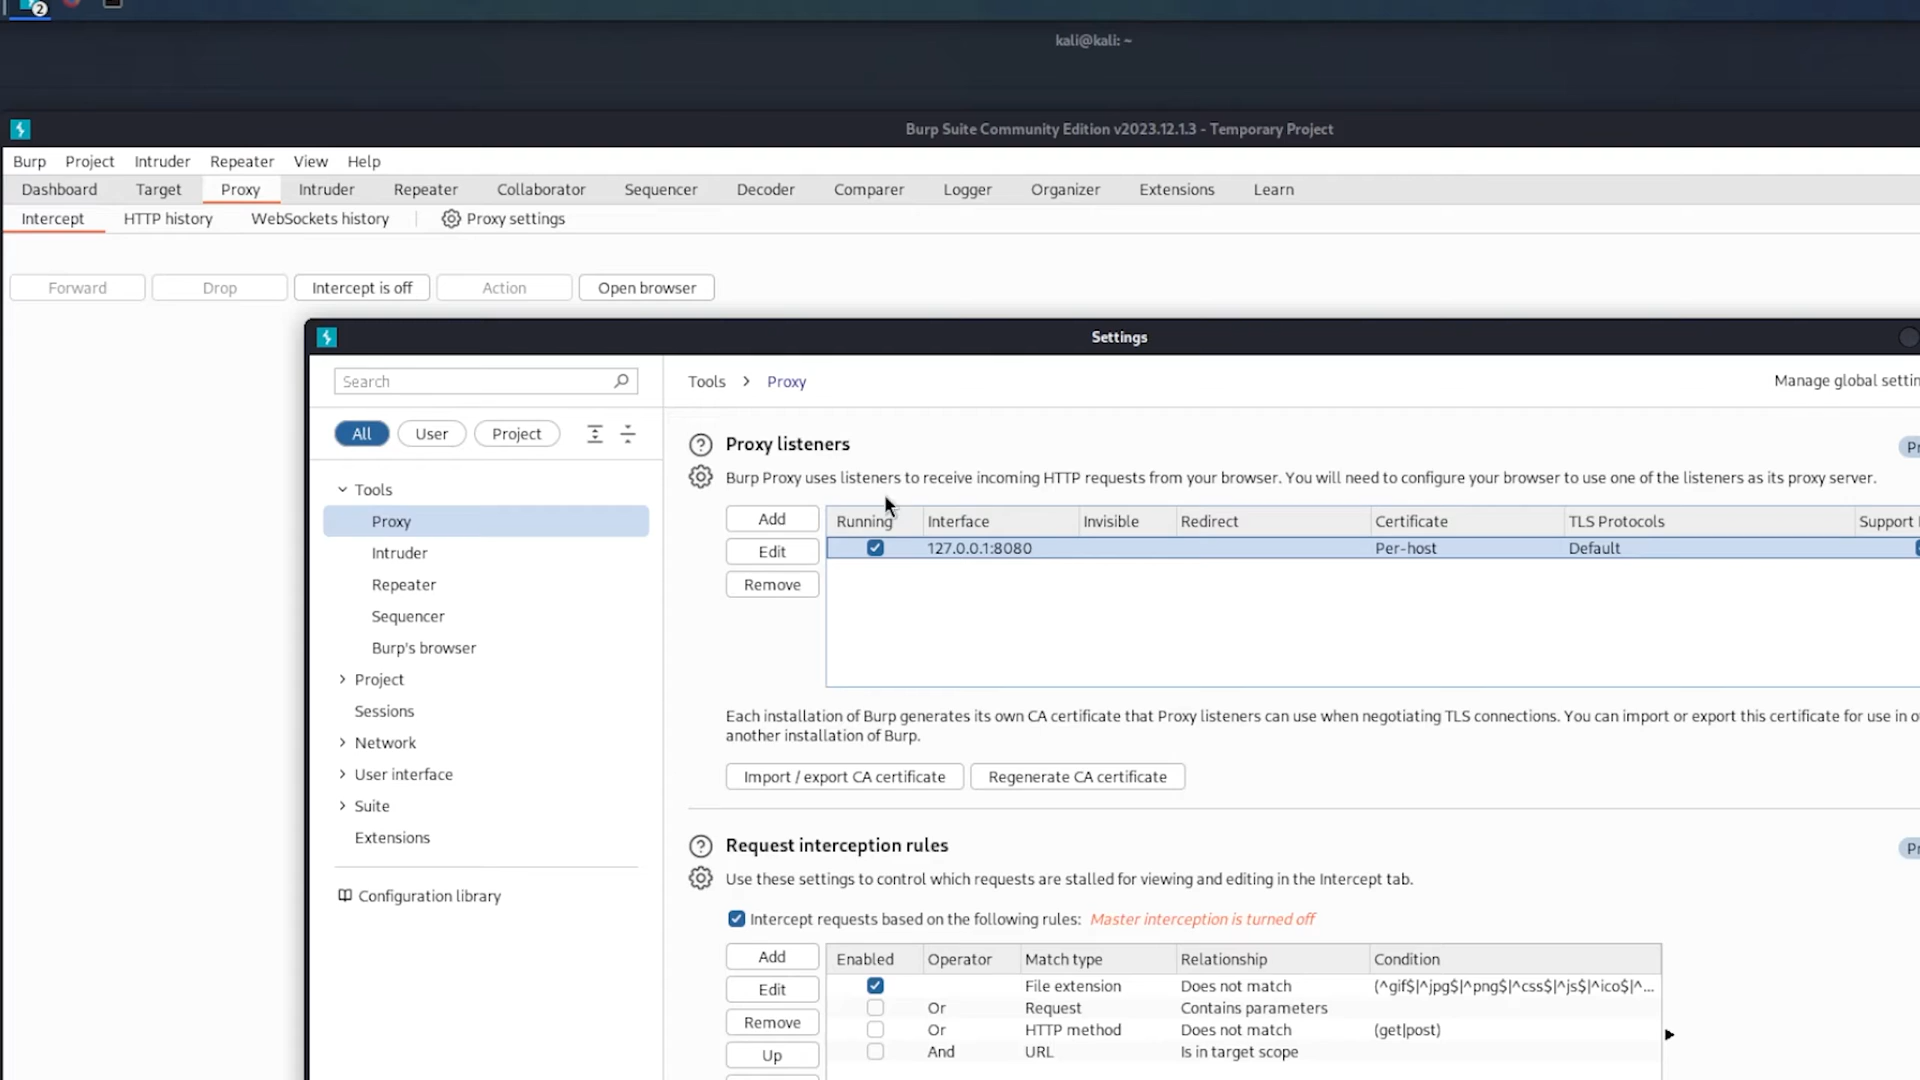 2
kali@kali: ~
Burp Suite Community Edition v2023.12.1.3 - Temporary Project
Burp Project Intruder Repeater View Help
Dashboard Target Proxy Intruder Repeater Collaborator Sequencer Decoder Comparer Logger Organizer Extensions Learn
Intercept HTTP history WebSockets history Proxy settings
Forward Drop Intercept is off Action Open browser
Settings
Search
Tools > Proxy
Manage global settin
All User Project
Tools
Proxy
Intruder
Repeater
Sequencer
Burp's browser
Project
Sessions
Network
User interface
Suite
Extensions
Configuration library
Proxy listeners
Pr
Burp Proxy uses listeners to receive incoming HTTP requests from your browser. You will need to configure your browser to use one of the listeners as its proxy server.
Add
Edit
Remove
Running Interface Invisible Redirect Certificate TLS Protocols Support
127.0.0.1:8080 Per-host Default
Each installation of Burp generates its own CA certificate that Proxy listeners can use when negotiating TLS connections. You can import or export this certificate for use in o
another installation of Burp.
Import / export CA certificate Regenerate CA certificate
Request interception rules
Pr
Use these settings to control which requests are stalled for viewing and editing in the Intercept tab.
Intercept requests based on the following rules: Master interception is turned off
Add
Edit
Remove
Up
Enabled Operator Match type Relationship Condition
File extension Does not match (^gif$|^jpg$|^png$|^css$|^js$|^ico$|^...
Or Request Contains parameters
Or HTTP method Does not match (get|post)
And URL Is in target scope